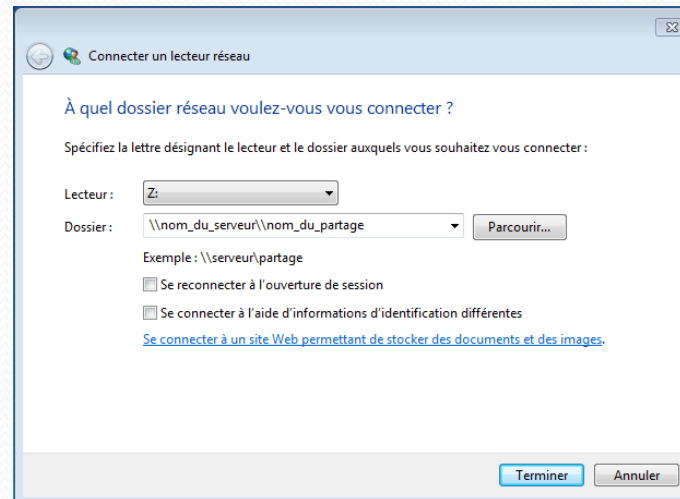 Connecter un lecteur réseau
À quel dossier réseau voulez-vous vous connecter ?
Spécifiez la lettre désignant le lecteur et le dossier auxquels vous souhaitez vous connecter :
Lecteur : Z:
Dossier : \\nom_du_serveur\\nom_du_partage Parcourir...
Exemple : \\serveur\partage
Se reconnecter à l'ouverture de session
Se connecter à l'aide d'informations d'identification différentes
Se connecter à un site Web permettant de stocker des documents et des images.
Terminer Annuler